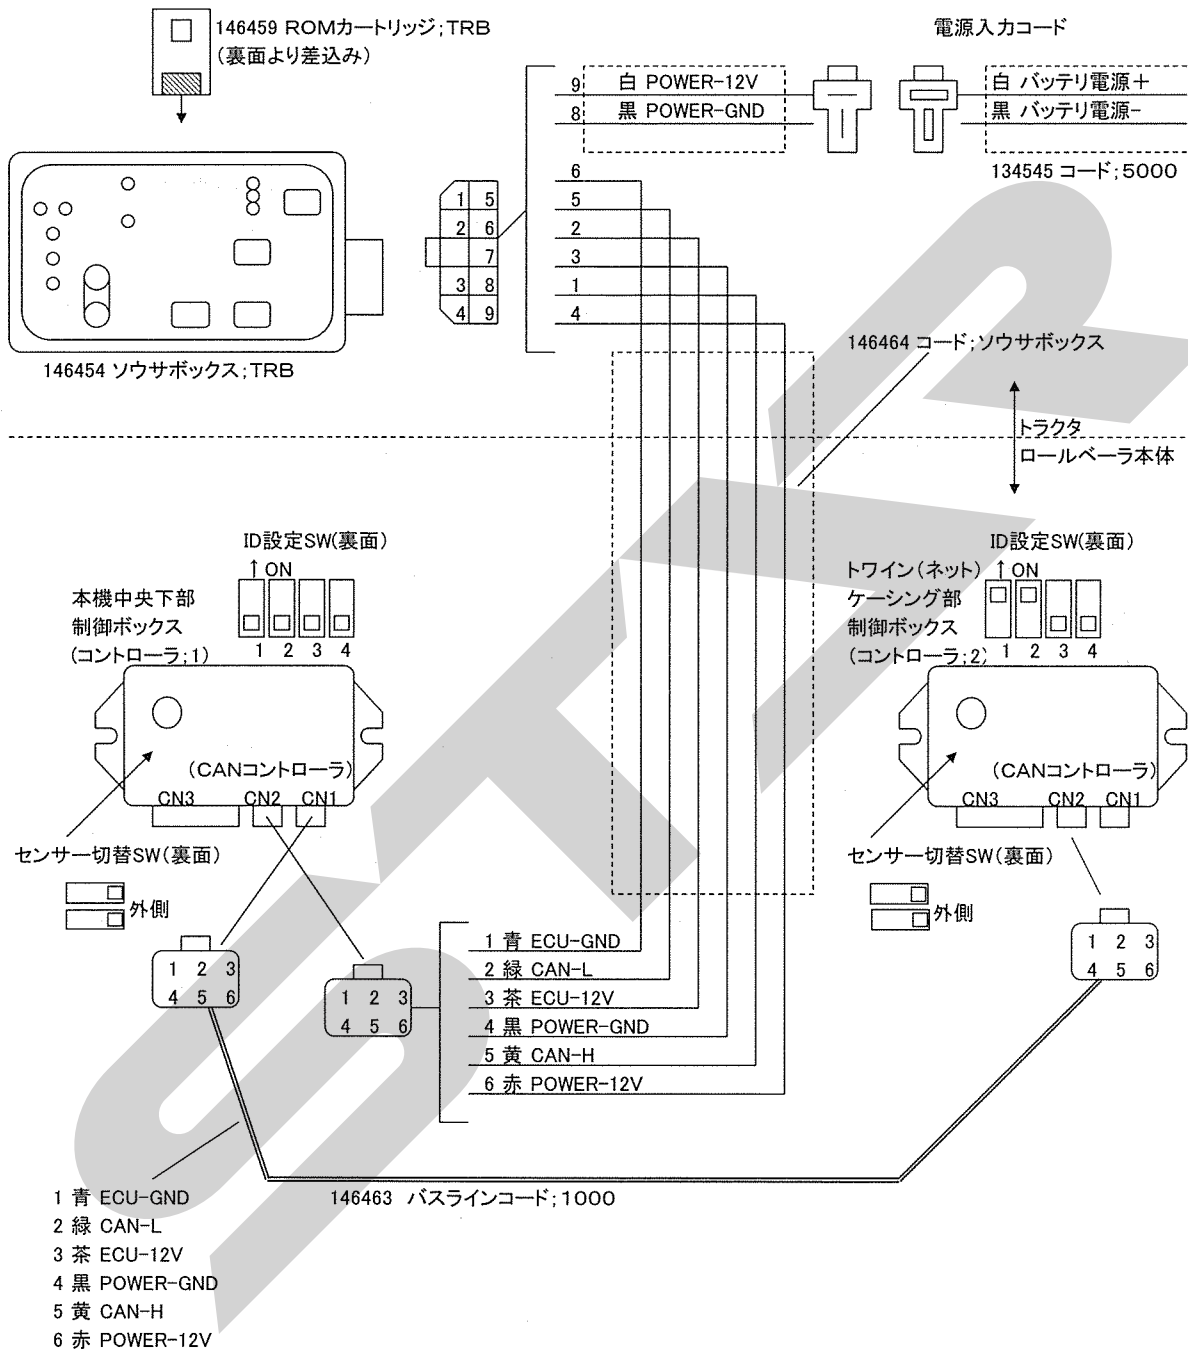 146459 ROMカートリッジ;TRB
(裏面より差込み)
電源入力コード
9 白 POWER-12V
8 黒 POWER-GND
白 バッテリ電源+
黒 バッテリ電源-
134545 コード;5000
6
5
2
3
1
4
1 5
2 6
7
3 8
4 9
146454 ソウサボックス;TRB
146464 コード;ソウサボックス
トラクタ
ロールベーラ本体
ID設定SW(裏面)
↑ON
本機中央下部
制御ボックス
(コントローラ;1)
1 2 3 4
(CANコントローラ)
CN3 CN2 CN1
センサー切替SW(裏面)
外側
ID設定SW(裏面)
トワイン(ネット)
↑ON
ケーシング部
制御ボックス
(コントローラ;2)
1 2 3 4
(CANコントローラ)
CN3 CN2 CN1
センサー切替SW(裏面)
外側
1 2 3
4 5 6
1 2 3
4 5 6
1 2 3
4 5 6
1 青 ECU-GND
2 緑 CAN-L
3 茶 ECU-12V
4 黒 POWER-GND
5 黄 CAN-H
6 赤 POWER-12V
146463 バスラインコード;1000
1 青 ECU-GND
2 緑 CAN-L
3 茶 ECU-12V
4 黒 POWER-GND
5 黄 CAN-H
6 赤 POWER-12V
STAR